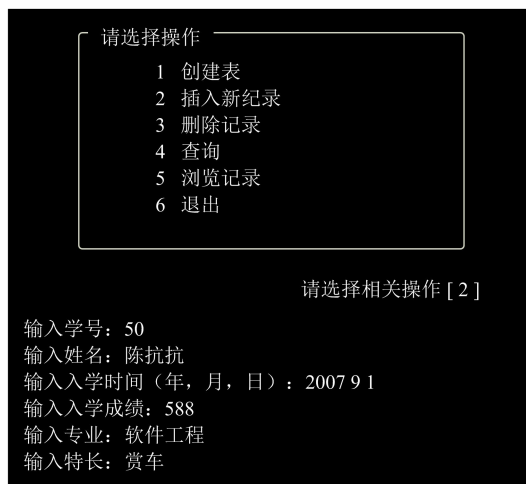 请选择操作
1 创建表
2 插入新纪录
3 删除记录
4 查询
5 浏览记录
6 退出
请选择相关操作 [ 2 ]
输入学号：50
输入姓名：陈抗抗
输入入学时间（年，月，日）：2007 9 1
输入入学成绩：588
输入专业：软件工程
输入特长：赏车